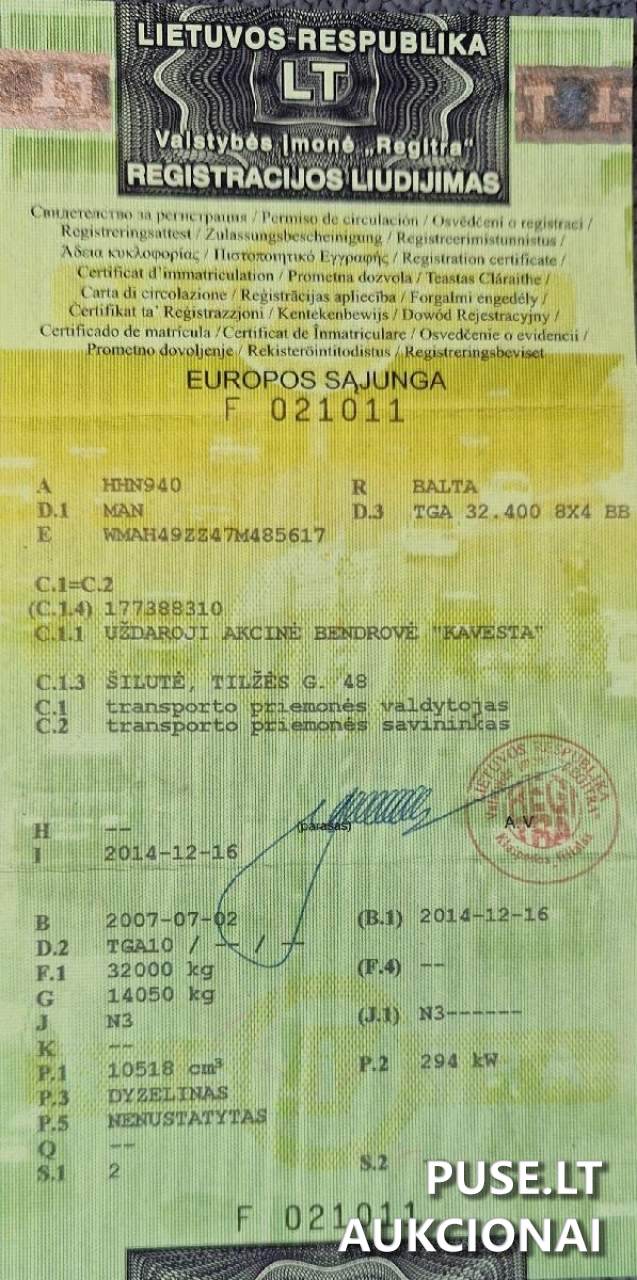 LIETUVOS RESPUBLIKA
LT
Valstybės įmonė „Regitra“
REGISTRACIJOS LIUDIJIMAS
Свидетелство за регистрация / Permiso de circulación / Osvědčení o registraci /
Registreringsattest / Zulassungsbescheinigung / Registreerimistunnistus /
Άδεια κυκλοφορίας / Πιστοποιητικό Εγγραφής / Registration certificate /
Certificat d'immatriculation / Prometna dozvola / Teastas Cláraithe /
Carta di circolazione / Reģistrācijas apliecība / Forgalmi engedély /
Ċertifikat ta' Reġistrazzjoni / Kentekenbewijs / Dowód Rejestracyjny /
Certificado de matrícula / Certificat de Înmatriculare / Osvedčenie o evidencii /
Prometno dovoljenje / Rekisteröintitodistus / Registreringsbeviset
EUROPOS SĄJUNGA
F 021011
A HHN940 R BALTA
D.1 MAN D.3 TGA 32.400 8X4 BB
E WMAH49ZZ47M485617
C.1=C.2
(C.1.4) 177388310
C.1.1 UŽDAROJI AKCINĖ BENDROVĖ "KAVESTA"
C.1.3 ŠILUTĖ, TILŽĖS G. 48
C.1 transporto priemonės valdytojas
C.2 transporto priemonės savininkas
LIETUVOS RESPUBLIKA
REGITRA
Klaipėdos filialas
H -- (parašas) A.V.
I 2014-12-16
B 2007-07-02 (B.1) 2014-12-16
D.2 TGA10 / -- / --
F.1 32000 kg (F.4) --
G 14050 kg
J N3 (J.1) N3------
K --
P.1 10518 cm³ P.2 294 kW
P.3 DYZELINAS
P.5 NENUSTATYTAS
Q --
S.1 2 S.2
F 021011
PUSE.LT
AUKCIONAI